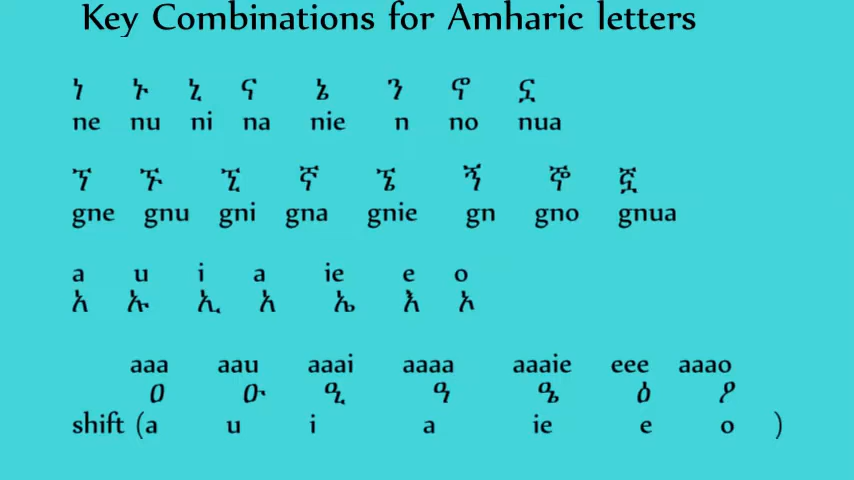 Key Combinations for Amharic letters
ነ ኑ ኒ ና ኔ ን ኖ ኗ
ne nu ni na nie n no nua
ኘ ኙ ኚ ኛ ኜ ኝ ኞ ኟ
gne gnu gni gna gnie gn gno gnua
a u i a ie e o
አ ኡ ኢ አ ኤ እ ኦ
aaa aau aaai aaaa aaaie eee aaao
ዐ ዑ ዒ ዓ ዔ ዕ ዖ
shift (a u i a ie e o )